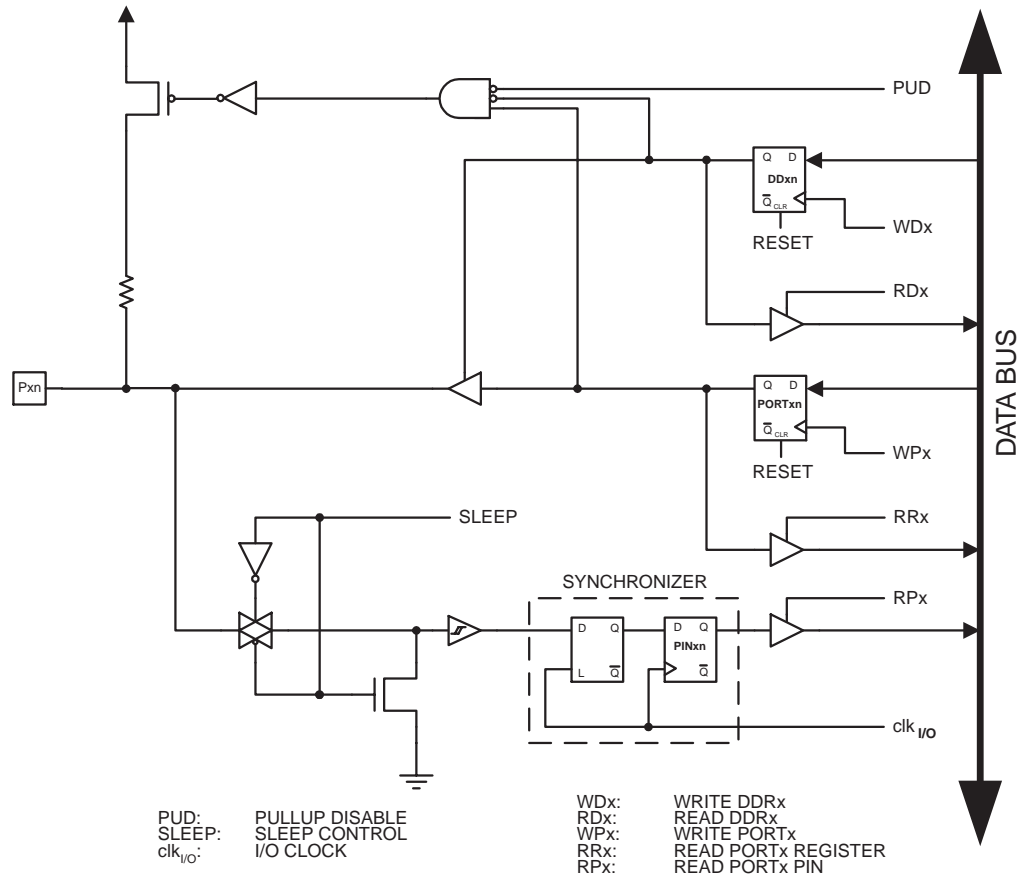 PUD
Q D
DDxn
Q CLR
WDx
RESET
RDx
Pxn
Q D
PORTxn
Q CLR
WPx
RESET
DATA BUS
SLEEP
RRx
SYNCHRONIZER
RPx
D Q
L Q
D Q
PINxn
Q
clk I/O
PUD: PULLUP DISABLE
SLEEP: SLEEP CONTROL
clkI/O: I/O CLOCK
WDx: WRITE DDRx
RDx: READ DDRx
WPx: WRITE PORTx
RRx: READ PORTx REGISTER
RPx: READ PORTx PIN